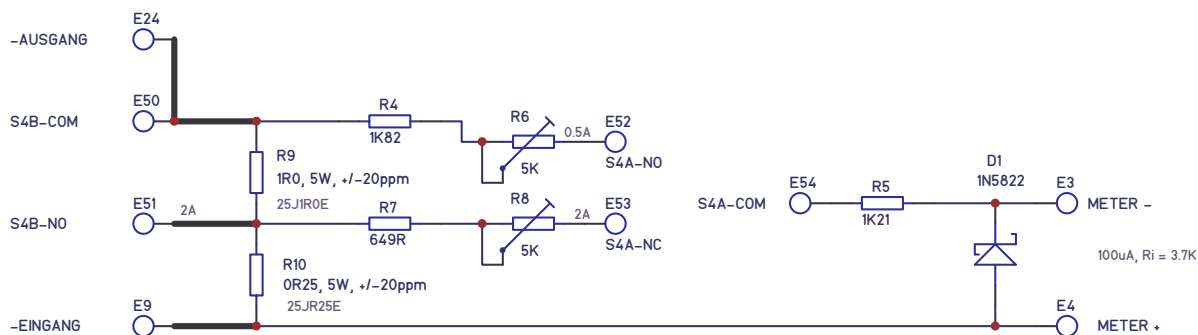 E24
-AUSGANG
E50
S4B-COM
R4
1K82
R6
5K
0.5A
E52
S4A-NO
R9
1R0, 5W, +/-20ppm
25J1R0E
E51
S4B-NO
2A
R7
649R
R8
5K
2A
E53
S4A-NC
S4A-COM
E54
R5
1K21
D1
1N5822
E3
METER -
100uA, Ri = 3.7K
R10
0R25, 5W, +/-20ppm
25JR25E
E9
-EINGANG
E4
METER +